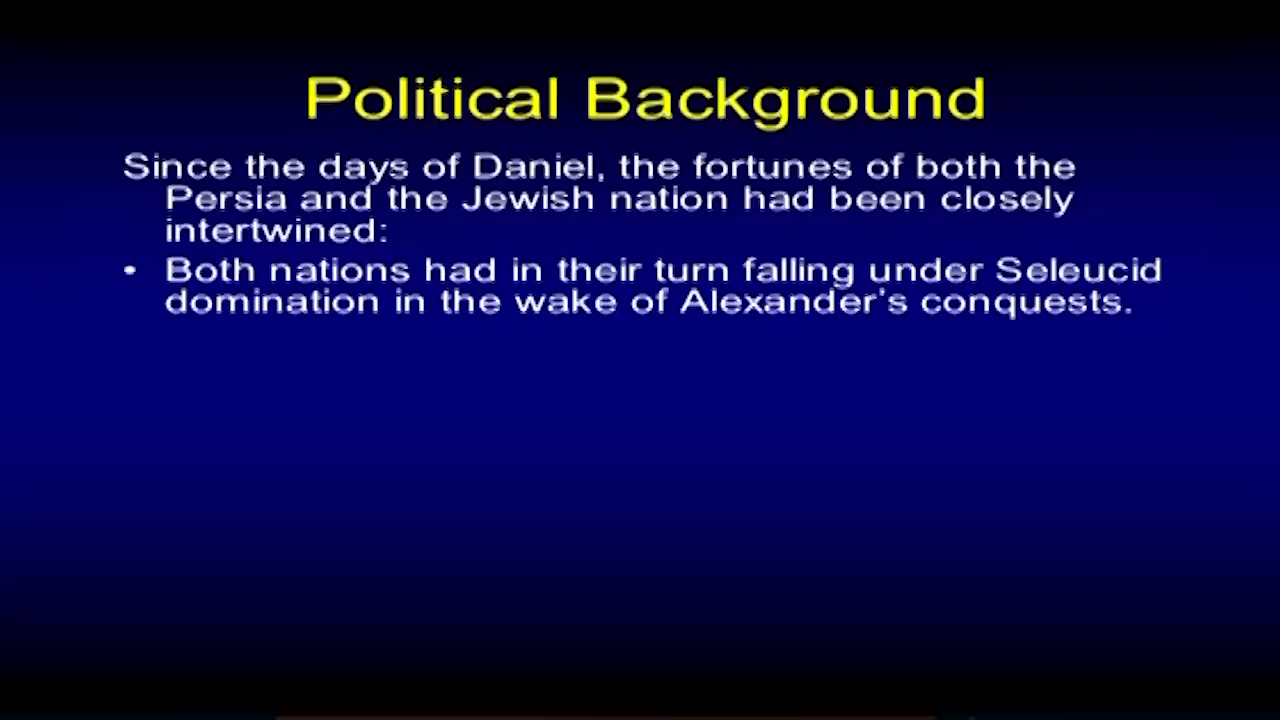 Political Background
Since the days of Daniel, the fortunes of both the
Persia and the Jewish nation had been closely
intertwined:
• Both nations had in their turn falling under Seleucid
domination in the wake of Alexander's conquests.